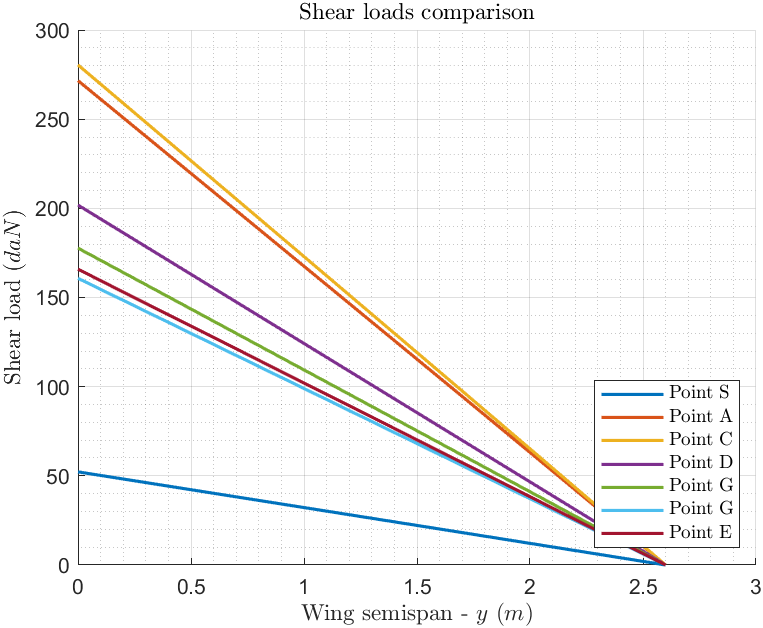 Shear loads comparison
300
250
200
150
100
50
0
Shear load (daN)
0 0.5 1 1.5 2 2.5 3
Wing semispan - y (m)
Point S
Point A
Point C
Point D
Point G
Point G
Point E